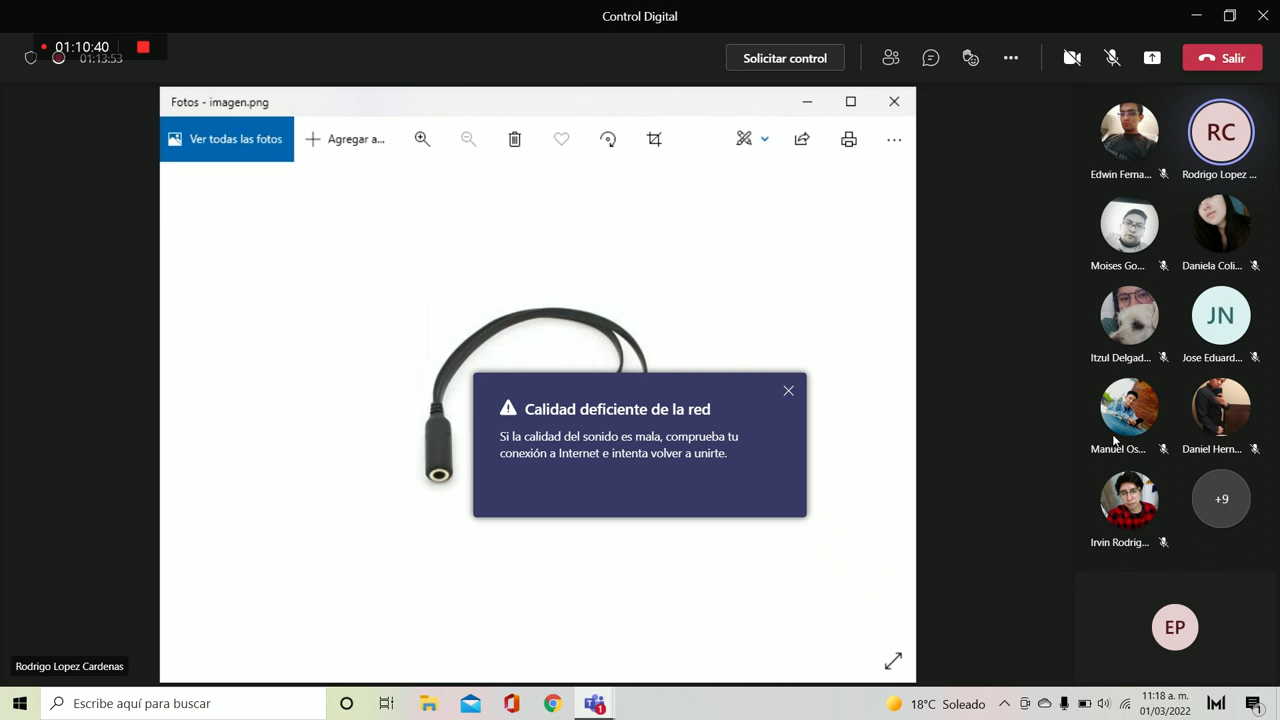 Control Digital
01:10:40
01:13:53
Solicitar control
Salir
Fotos - imagen.png
Ver todas las fotos
Agregar a...
Calidad deficiente de la red
Si la calidad del sonido es mala, comprueba tu
conexión a Internet e intenta volver a unirte.
RC
Edwin Ferna...
Rodrigo Lopez ...
Moises Go...
Daniela Coli...
JN
Itzul Delgad...
Jose Eduard...
Manuel Os...
Daniel Hern...
+9
Irvin Rodrig...
EP
Rodrigo Lopez Cardenas
Escribe aquí para buscar
1
18°C Soleado
11:18 a. m.
01/03/2022
1